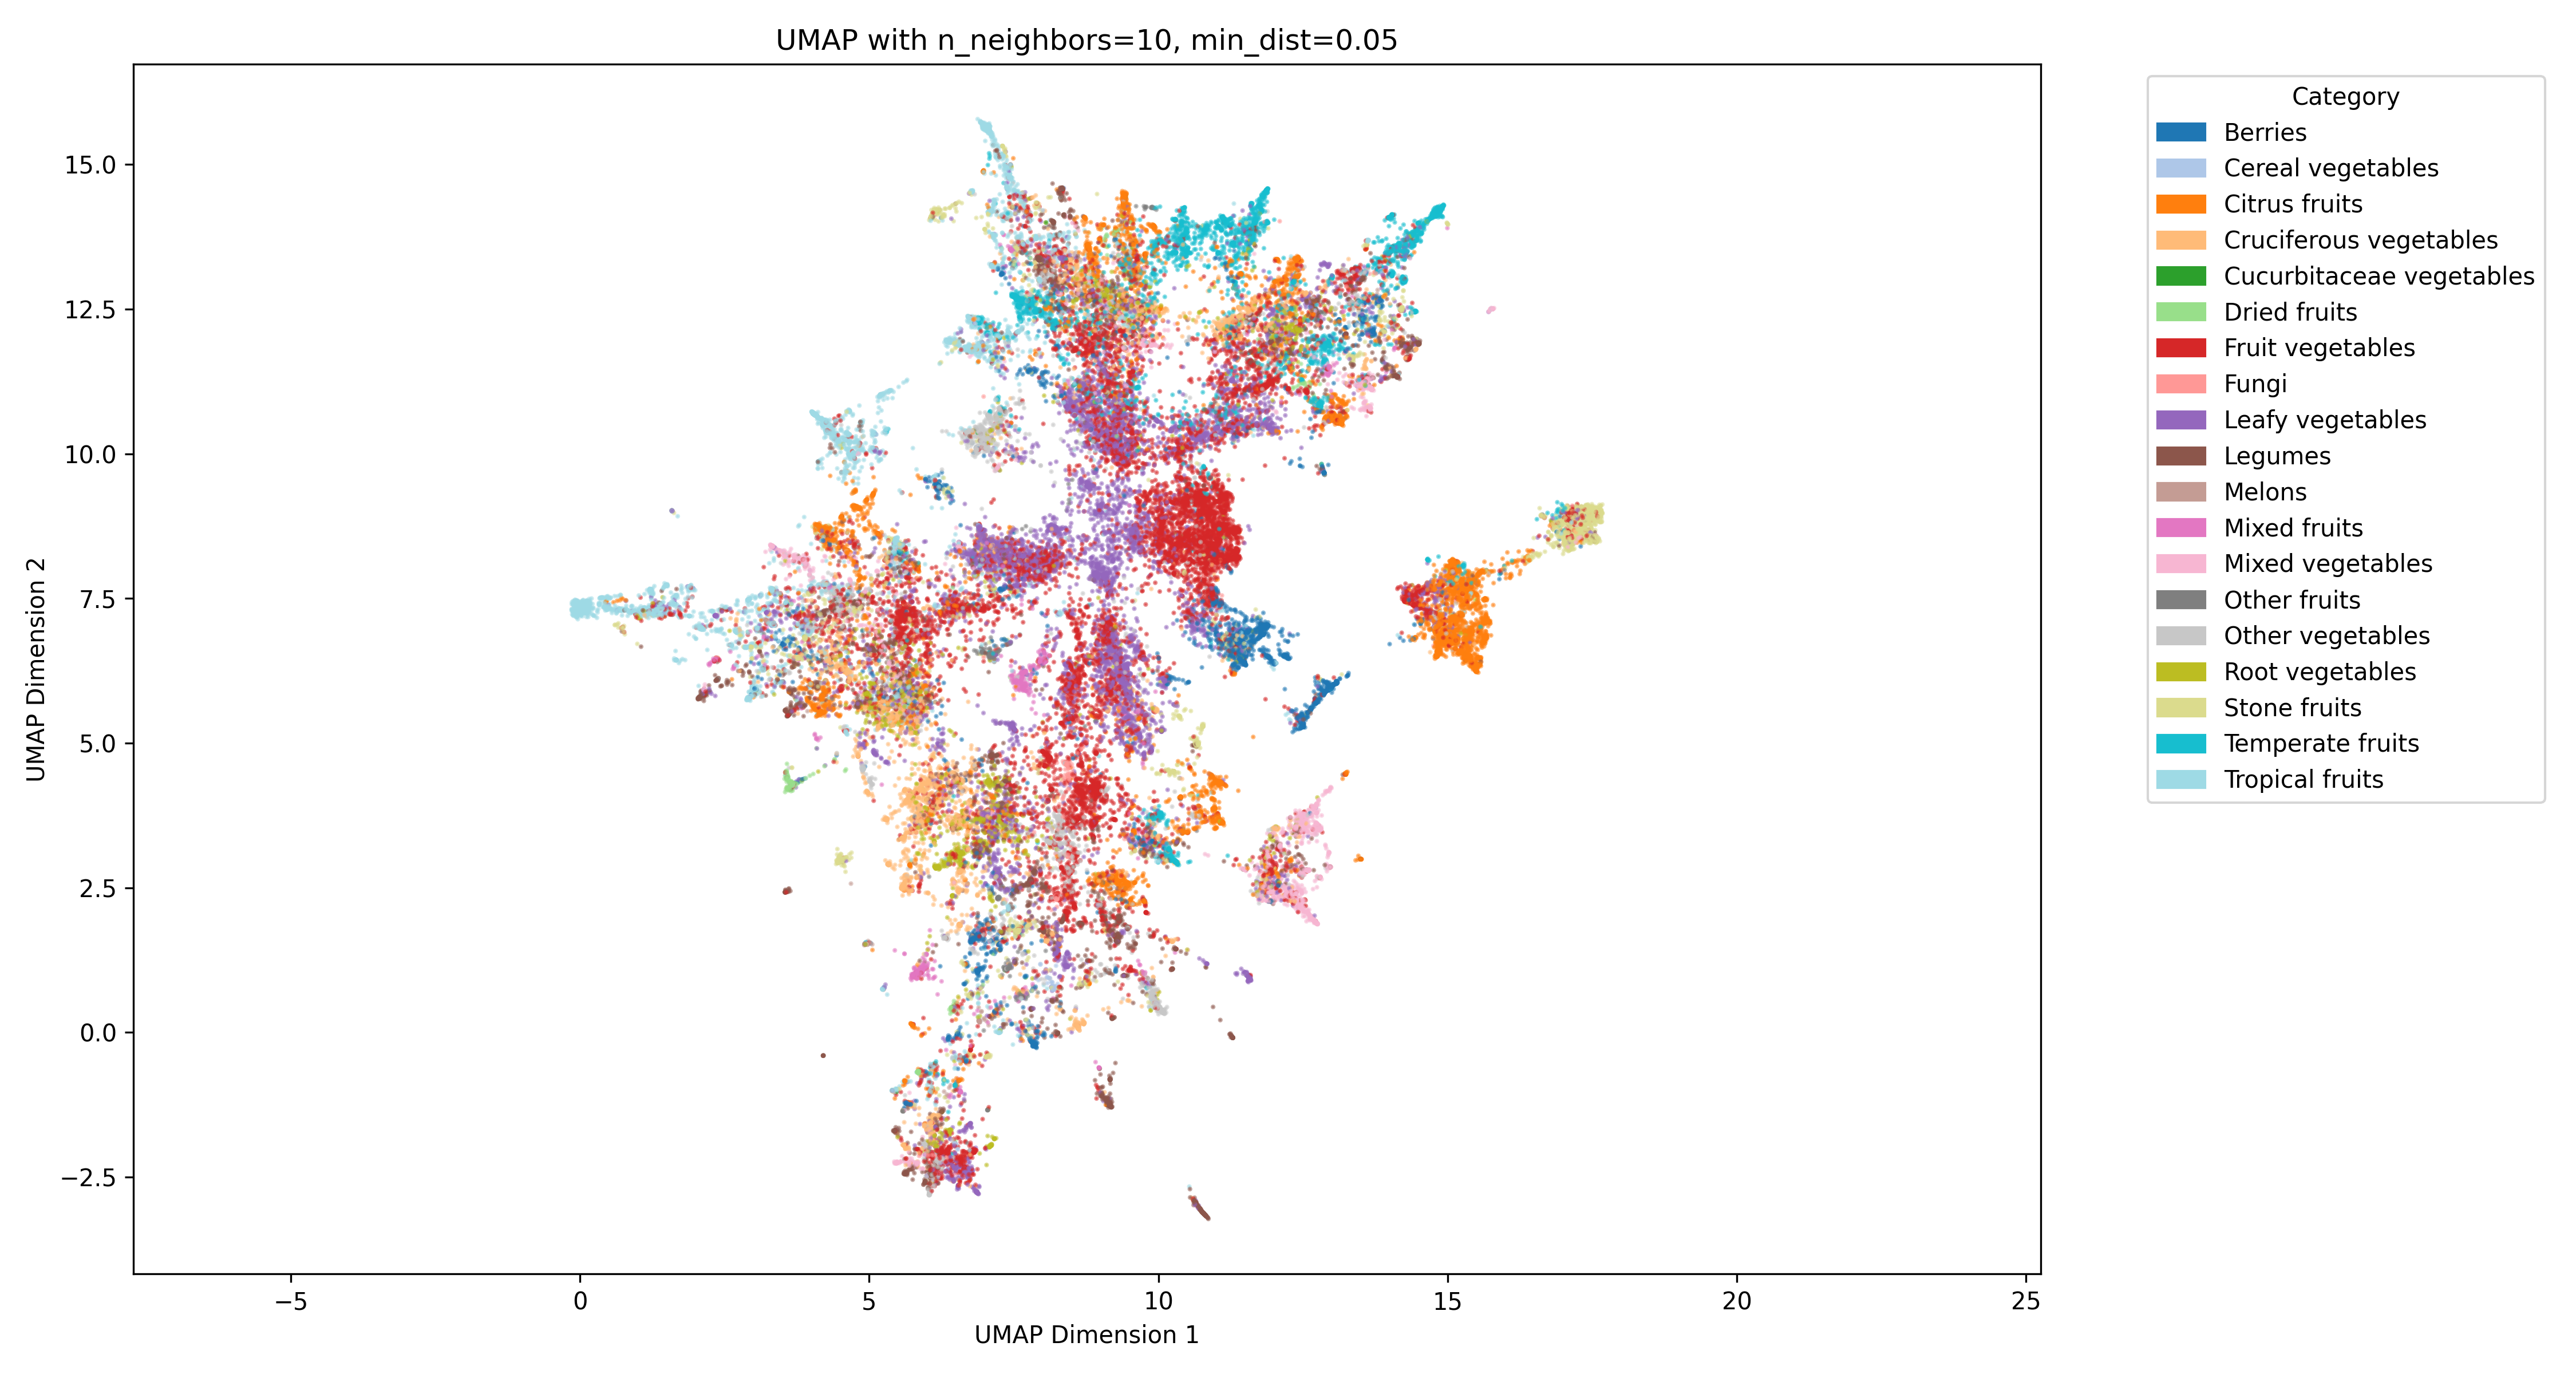 UMAP with n_neighbors=10, min_dist=0.05
Category
Berries
Cereal vegetables
Citrus fruits
Cruciferous vegetables
Cucurbitaceae vegetables
Dried fruits
Fruit vegetables
Fungi
Leafy vegetables
Legumes
Melons
Mixed fruits
Mixed vegetables
Other fruits
Other vegetables
Root vegetables
Stone fruits
Temperate fruits
Tropical fruits
UMAP Dimension 2
15.0
12.5
10.0
7.5
5.0
2.5
0.0
−2.5
−5 0 5 10 15 20 25
UMAP Dimension 1